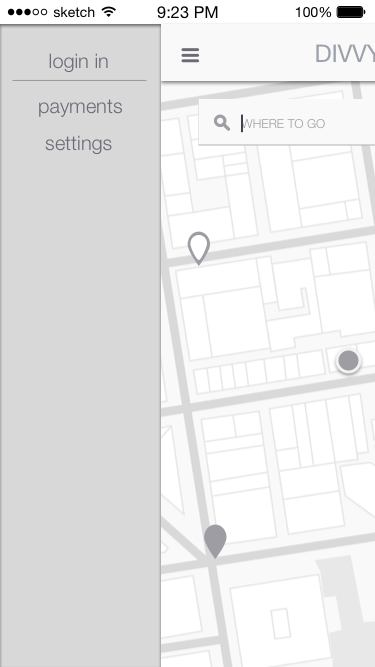 sketch 9:23 PM 100%
login in
payments
settings
DIVVY
WHERE TO GO